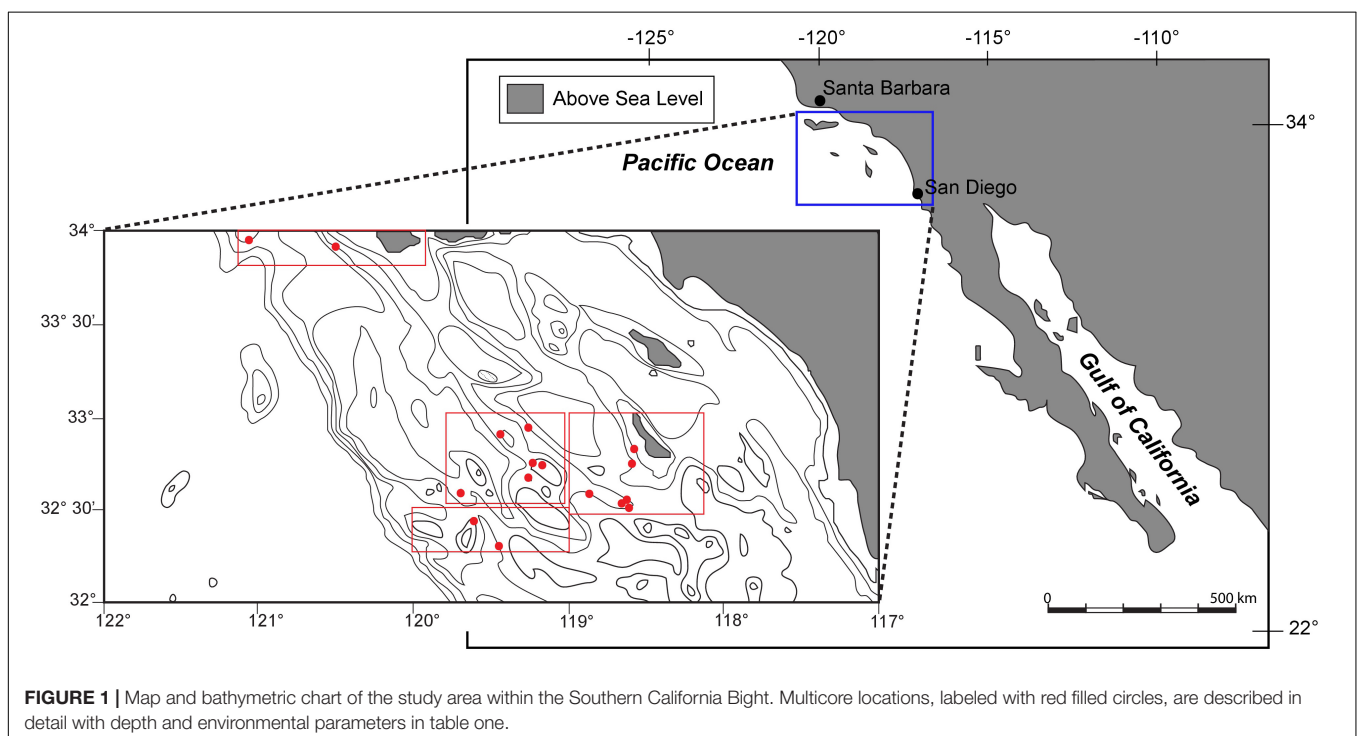 -125° -120° -115° -110°
Above Sea Level
Santa Barbara
34°
Pacific Ocean
San Diego
34°
33° 30'
33°
32° 30'
32°
122° 121° 120° 119° 118° 117°
Gulf of California
0 500 km
22°
FIGURE 1 | Map and bathymetric chart of the study area within the Southern California Bight. Multicore locations, labeled with red filled circles, are described in
detail with depth and environmental parameters in table one.